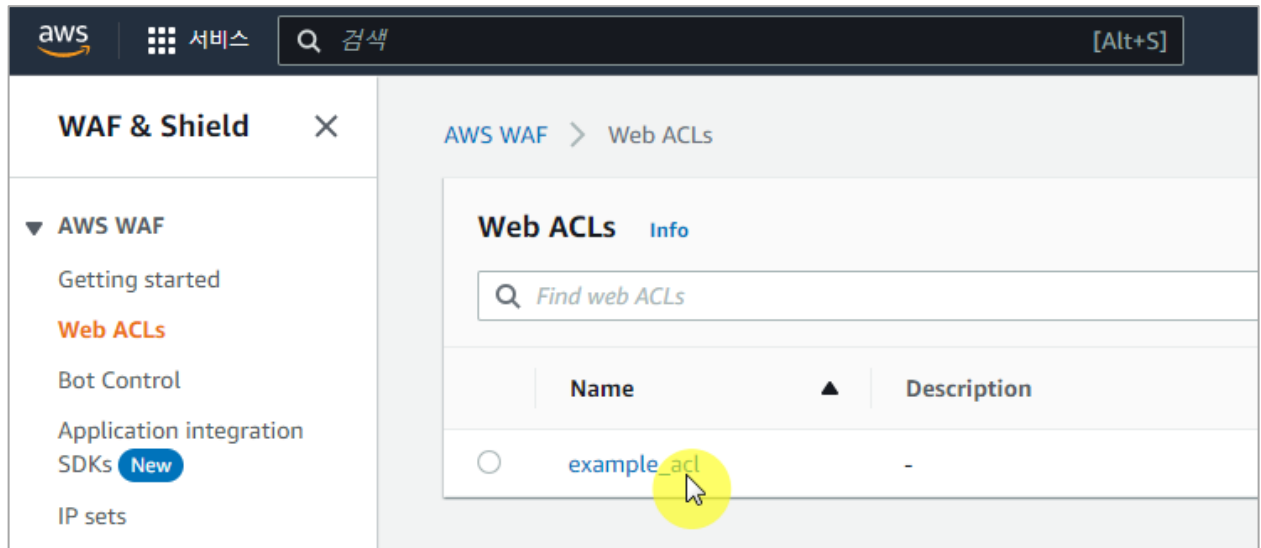 aws 서비스 검색 [Alt+S]
WAF & Shield
AWS WAF
Getting started
Web ACLs
Bot Control
Application integration
SDKs New
IP sets
AWS WAF > Web ACLs
Web ACLs Info
Find web ACLs
Name Description
example_acl -